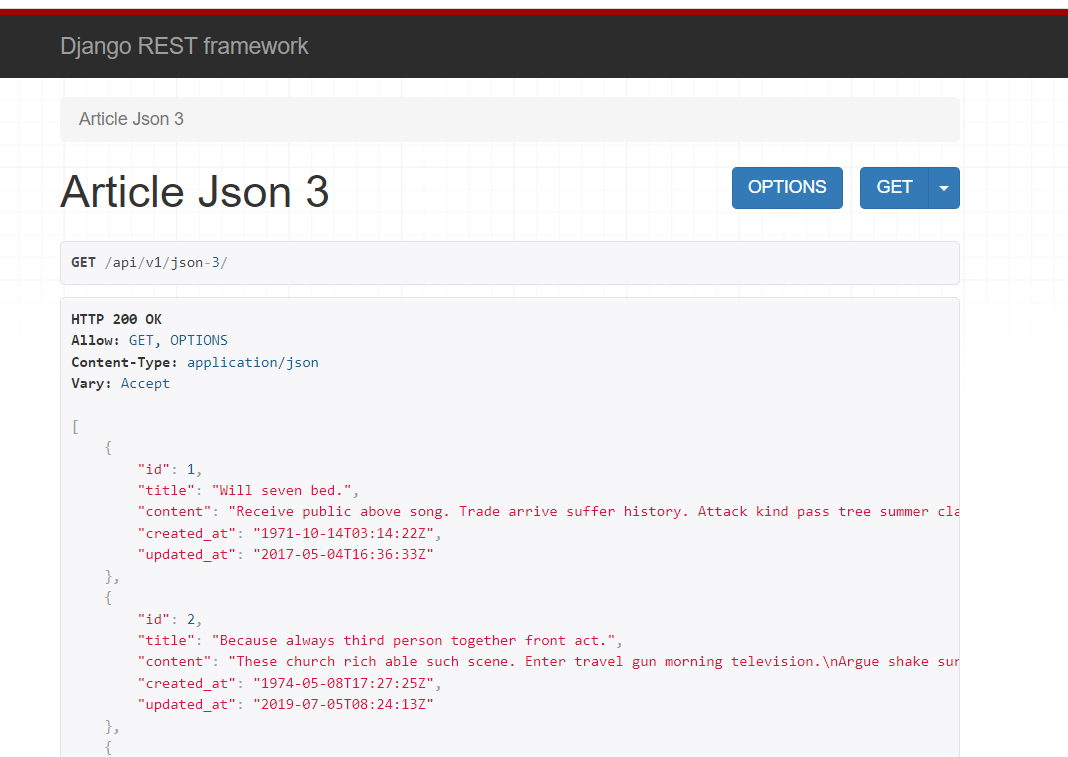 Django REST framework
Article Json 3
Article Json 3
OPTIONS
GET
GET /api/v1/json-3/
HTTP 200 OK
Allow: GET, OPTIONS
Content-Type: application/json
Vary: Accept
[
{
"id": 1,
"title": "Will seven bed.",
"content": "Receive public above song. Trade arrive suffer history. Attack kind pass tree summer
"created_at": "1971-10-14T03:14:22Z",
"updated_at": "2017-05-04T16:36:33Z"
},
{
"id": 2,
"title": "Because always third person together front act.",
"content": "These church rich able such scene. Enter travel gun morning television.\nArgue shake
"created_at": "1974-05-08T17:27:25Z",
"updated_at": "2019-07-05T08:24:13Z"
},
{